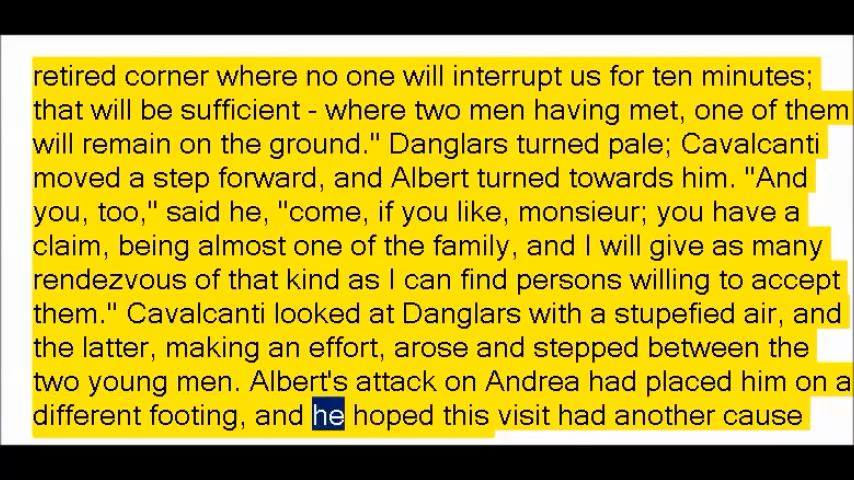 retired corner where no one will interrupt us for ten minutes;
that will be sufficient - where two men having met, one of them
will remain on the ground." Danglars turned pale; Cavalcanti
moved a step forward, and Albert turned towards him. "And
you, too," said he, "come, if you like, monsieur; you have a
claim, being almost one of the family, and I will give as many
rendezvous of that kind as I can find persons willing to accept
them." Cavalcanti looked at Danglars with a stupefied air, and
the latter, making an effort, arose and stepped between the
two young men. Albert's attack on Andrea had placed him on a
different footing, and he hoped this visit had another cause